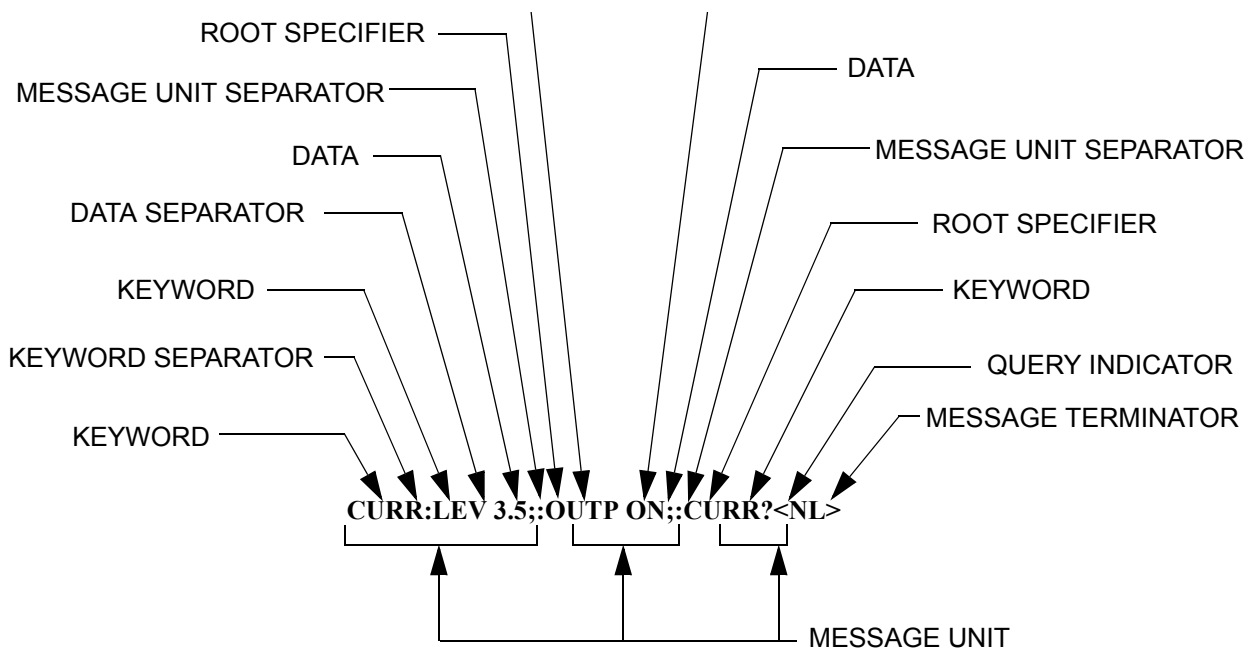 ROOT SPECIFIER
DATA
MESSAGE UNIT SEPARATOR
DATA
MESSAGE UNIT SEPARATOR
DATA SEPARATOR
ROOT SPECIFIER
KEYWORD
KEYWORD
KEYWORD SEPARATOR
QUERY INDICATOR
MESSAGE TERMINATOR
KEYWORD
CURR:LEV 3.5;:OUTP ON;:CURR?<NL>
MESSAGE UNIT